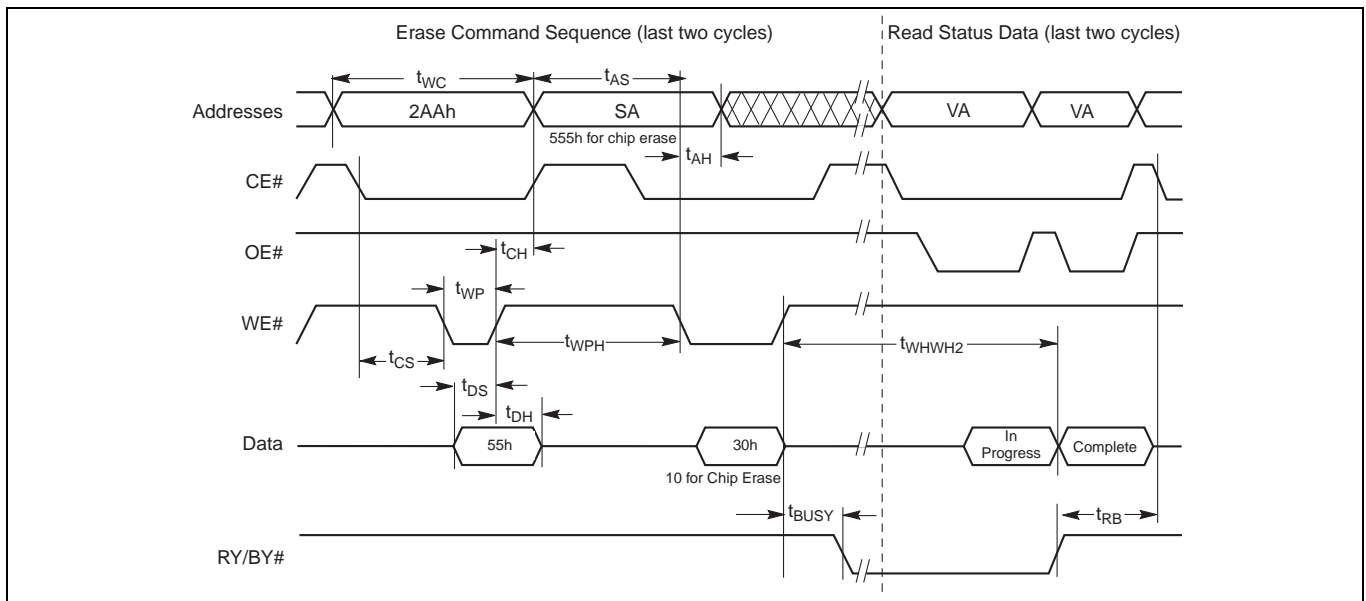 Erase Command Sequence (last two cycles)
Read Status Data (last two cycles)
tWC
tAS
Addresses
2AAh
SA
VA
VA
555h for chip erase
tAH
CE#
OE#
tCH
tWP
WE#
tWPH
tWHWH2
tCS
tDS
tDH
Data
55h
30h
In
Progress
Complete
10 for Chip Erase
tBUSY
tRB
RY/BY#